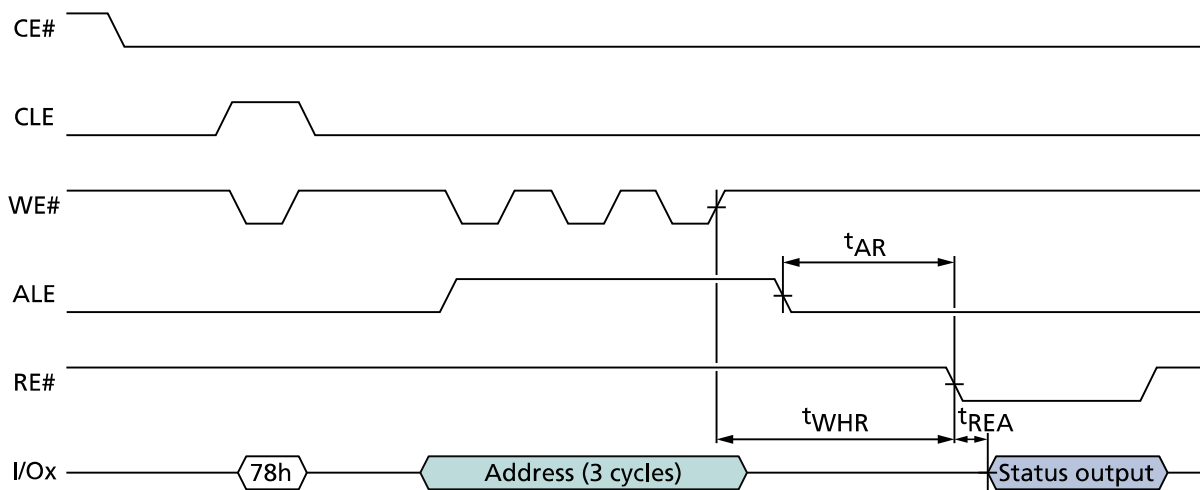 CE#
CLE
WE#
tAR
ALE
RE#
tWHR
tREA
I/Ox
78h
Address (3 cycles)
Status output